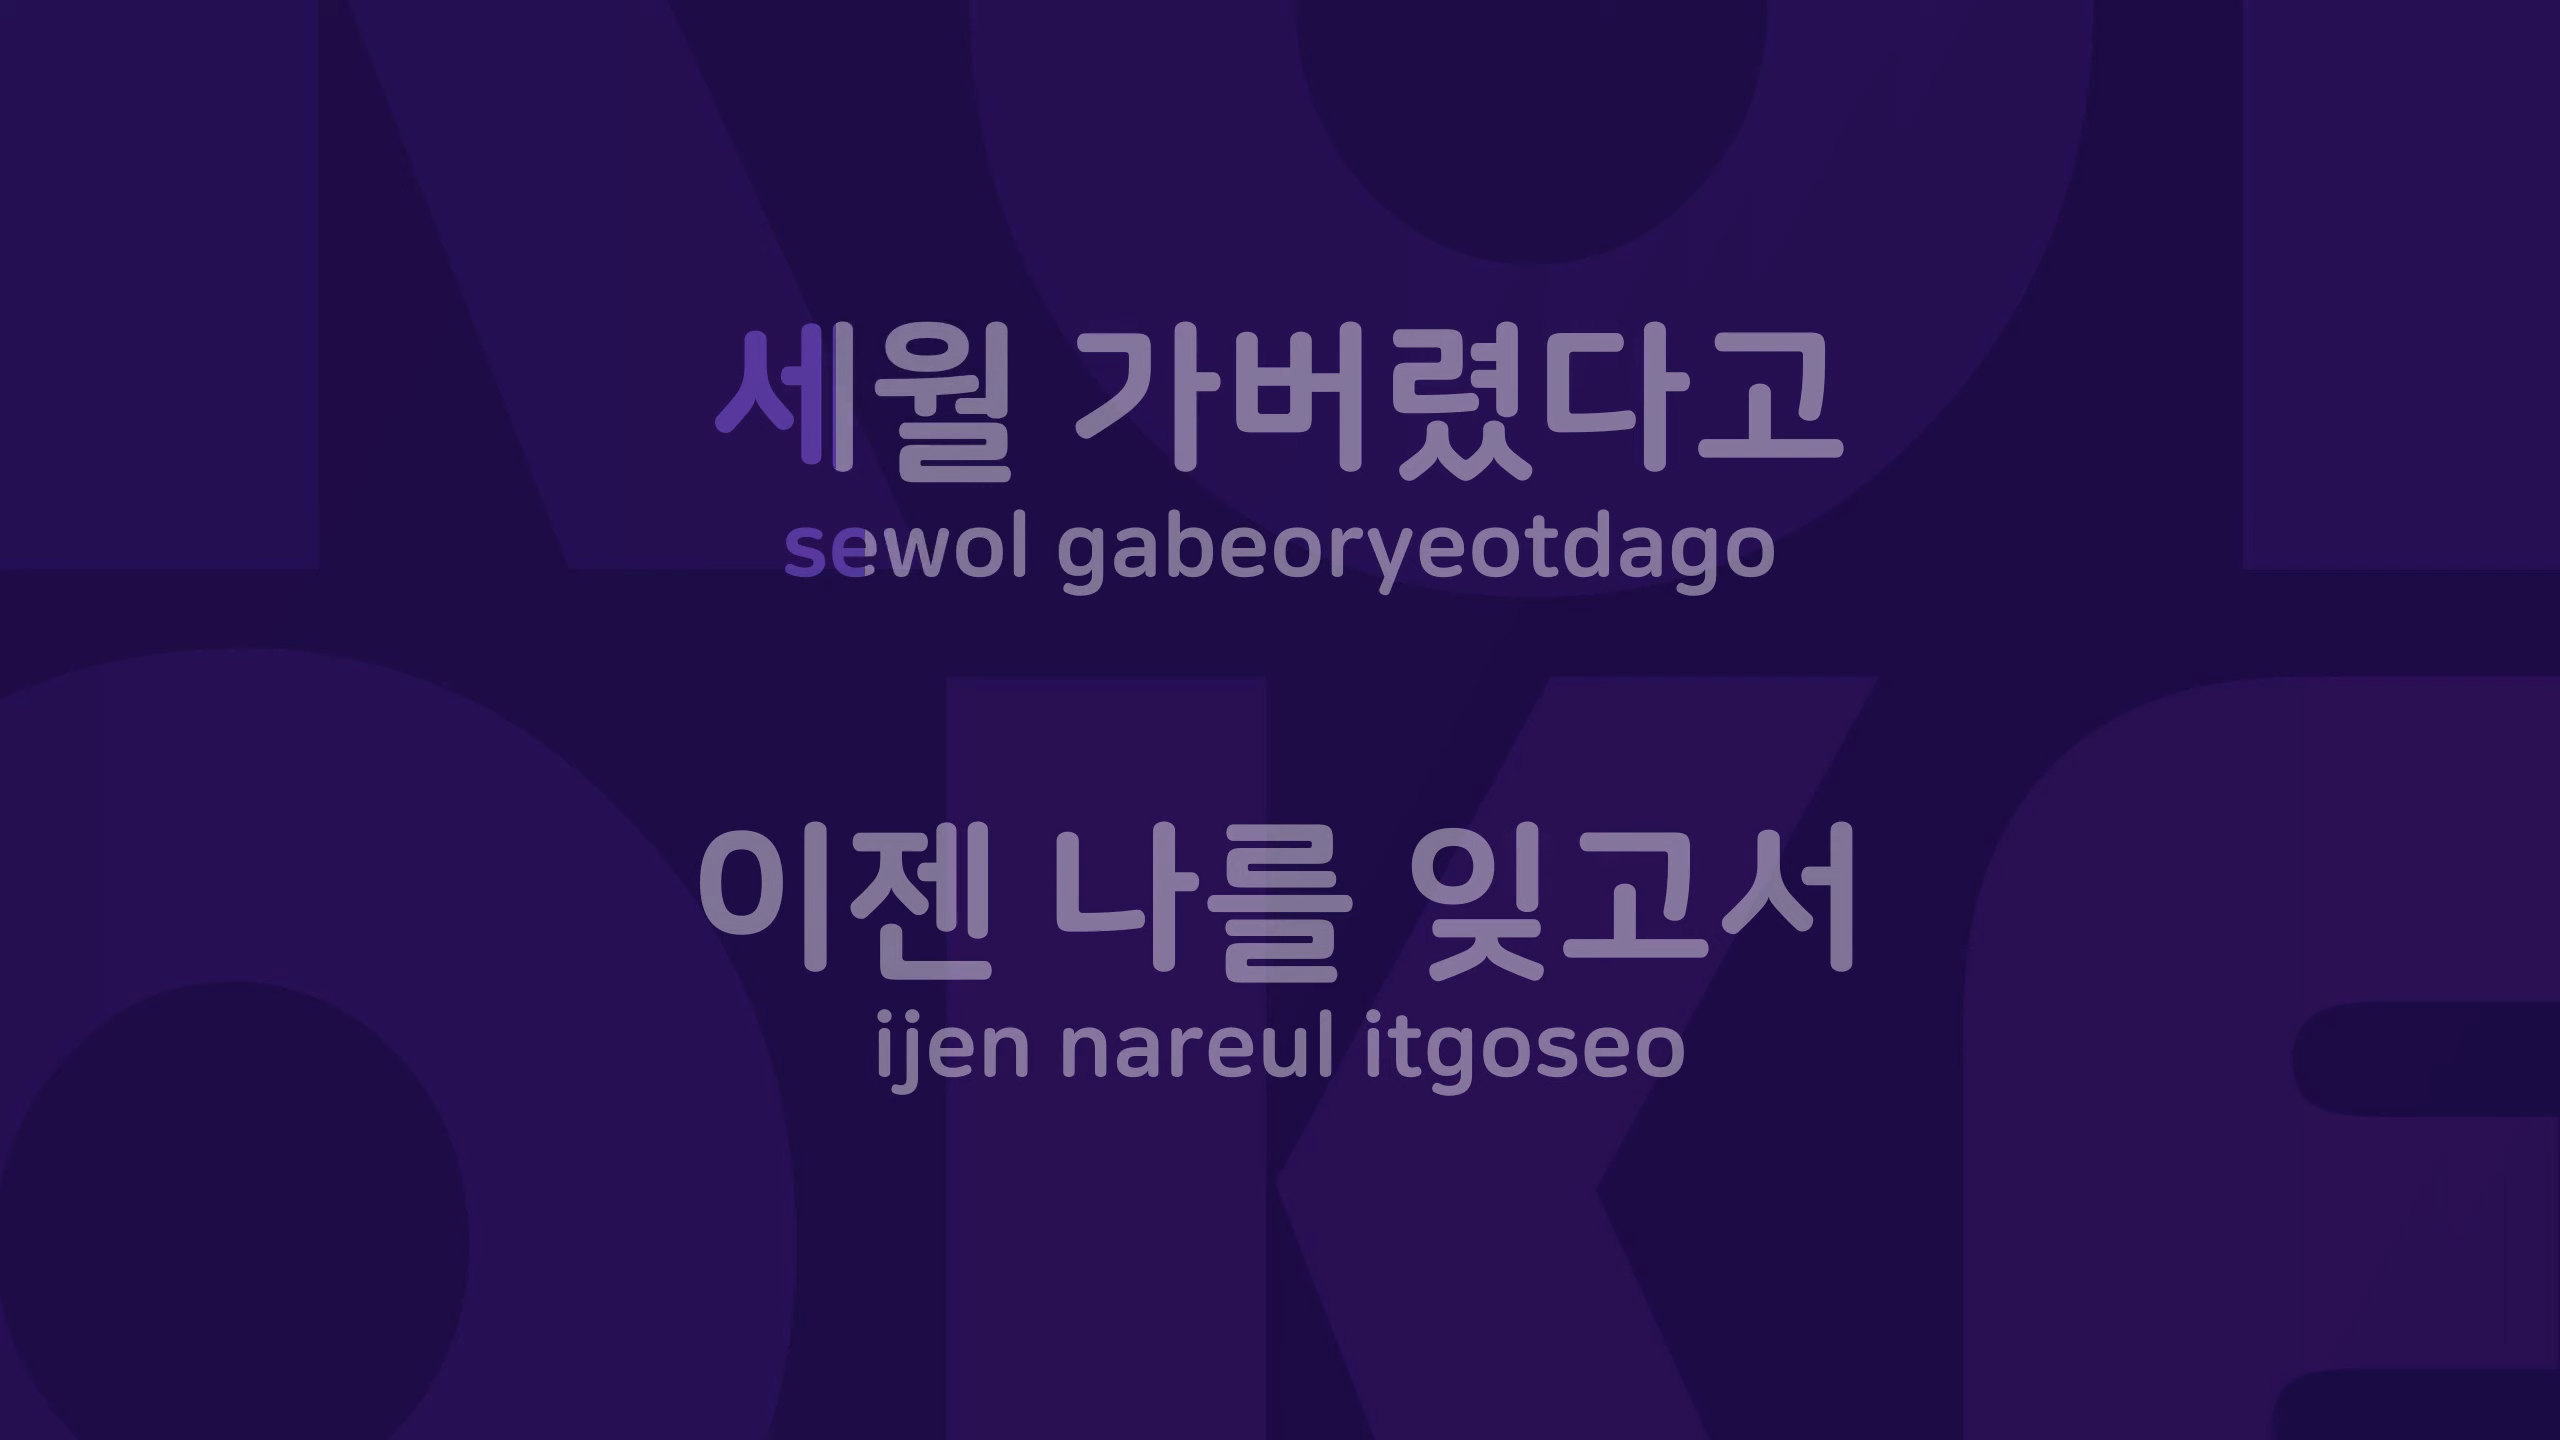 세월 가버렸다고
sewol gabeoryeotdago
이젠 나를 잊고서
ijen nareul itgoseo